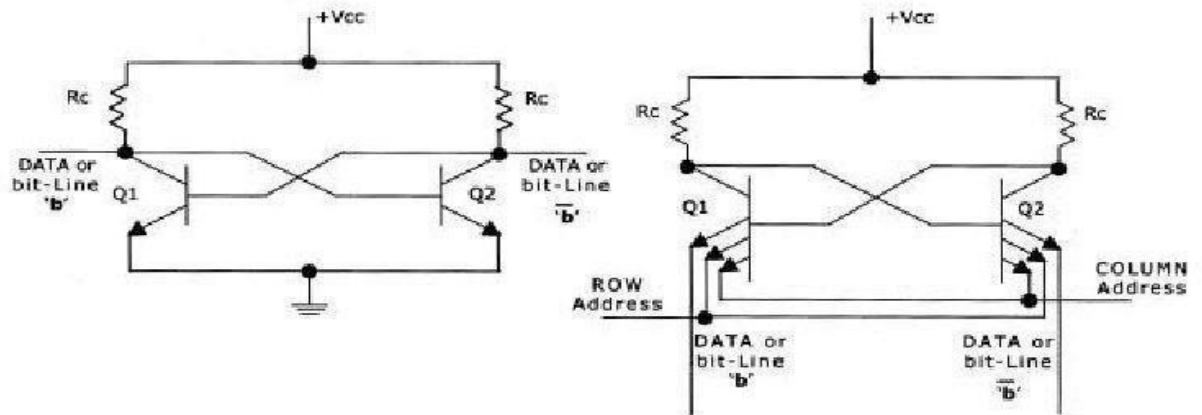 +Vcc
Rc
Rc
DATA or
bit-Line
'b'
Q1
Q2
DATA or
bit-Line
'b̅'
+Vcc
Rc
Rc
Q1
Q2
ROW
Address
COLUMN
Address
DATA or
bit-Line
'b'
DATA or
bit-Line
'b̅'